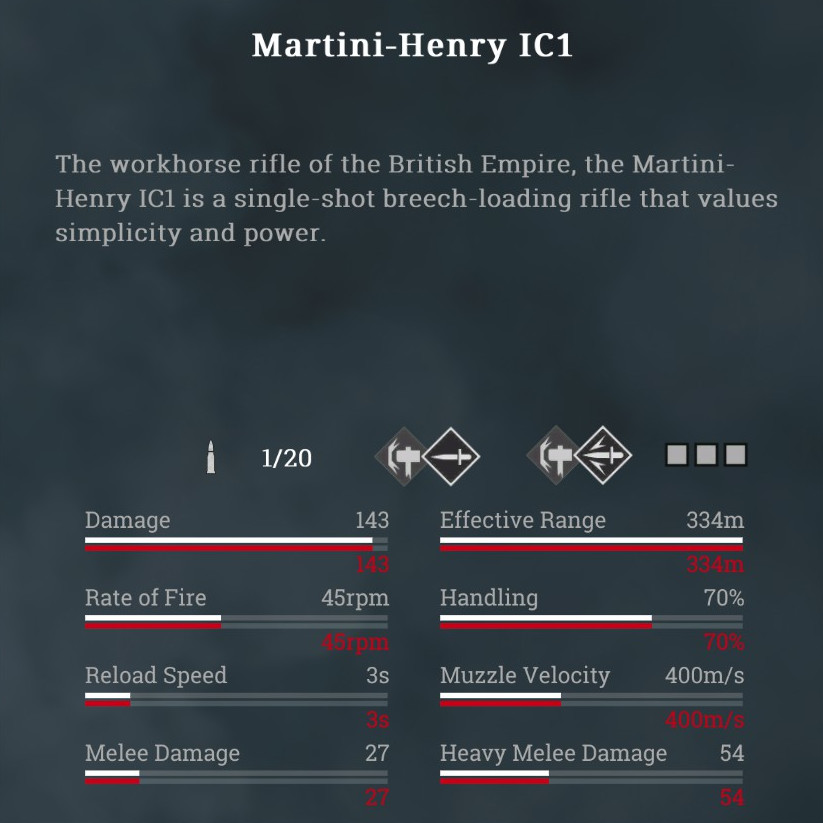 Martini-Henry IC1
The workhorse rifle of the British Empire, the Martini-
Henry IC1 is a single-shot breech-loading rifle that values
simplicity and power.
1/20
Damage 143
143
Effective Range 334m
334m
Rate of Fire 45rpm
45rpm
Handling 70%
70%
Reload Speed 3s
3s
Muzzle Velocity 400m/s
400m/s
Melee Damage 27
27
Heavy Melee Damage 54
54